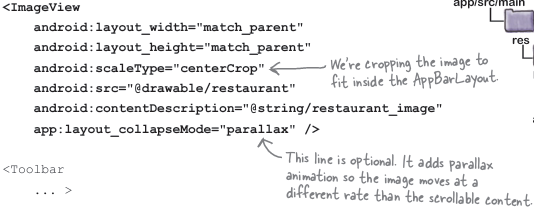 <ImageView
android:layout_width="match_parent"
android:layout_height="match_parent"
android:scaleType="centerCrop"
android:src="@drawable/restaurant"
android:contentDescription="@string/restaurant_image"
app:layout_collapseMode="parallax" />
<Toolbar
... >
We're cropping the image to
fit inside the AppBarLayout.
This line is optional. It adds parallax
animation so the image moves at a
different rate than the scrollable content.
app/src/main
res